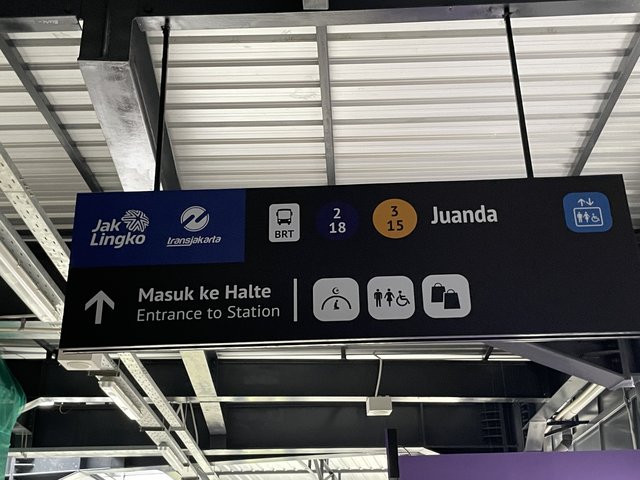 Jak
Lingko
transjakarta
BRT
2
18
3
15
Juanda
Masuk ke Halte
Entrance to Station